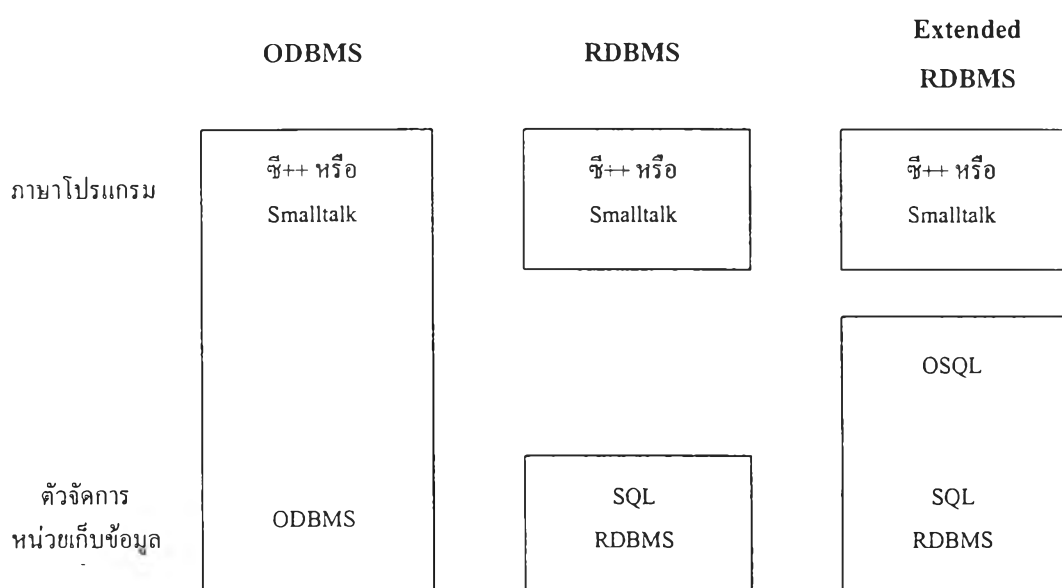 ODBMS RDBMS Extended
RDBMS
ภาษาโปรแกรม
ซี++ หรือ
Smalltalk
ซี++ หรือ
Smalltalk
ซี++ หรือ
Smalltalk
OSQL
ตัวจัดการ
หน่วยเก็บข้อมูล
ODBMS
SQL
RDBMS
SQL
RDBMS